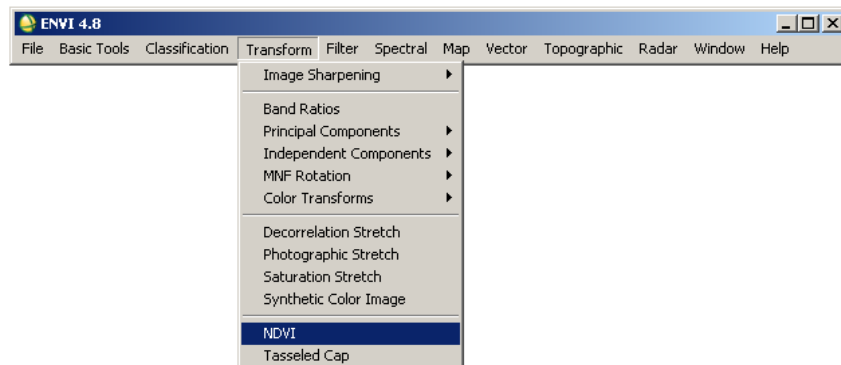 ENVI 4.8
File Basic Tools Classification Transform Filter Spectral Map Vector Topographic Radar Window Help
Image Sharpening
Band Ratios
Principal Components
Independent Components
MNF Rotation
Color Transforms
Decorrelation Stretch
Photographic Stretch
Saturation Stretch
Synthetic Color Image
NDVI
Tasseled Cap